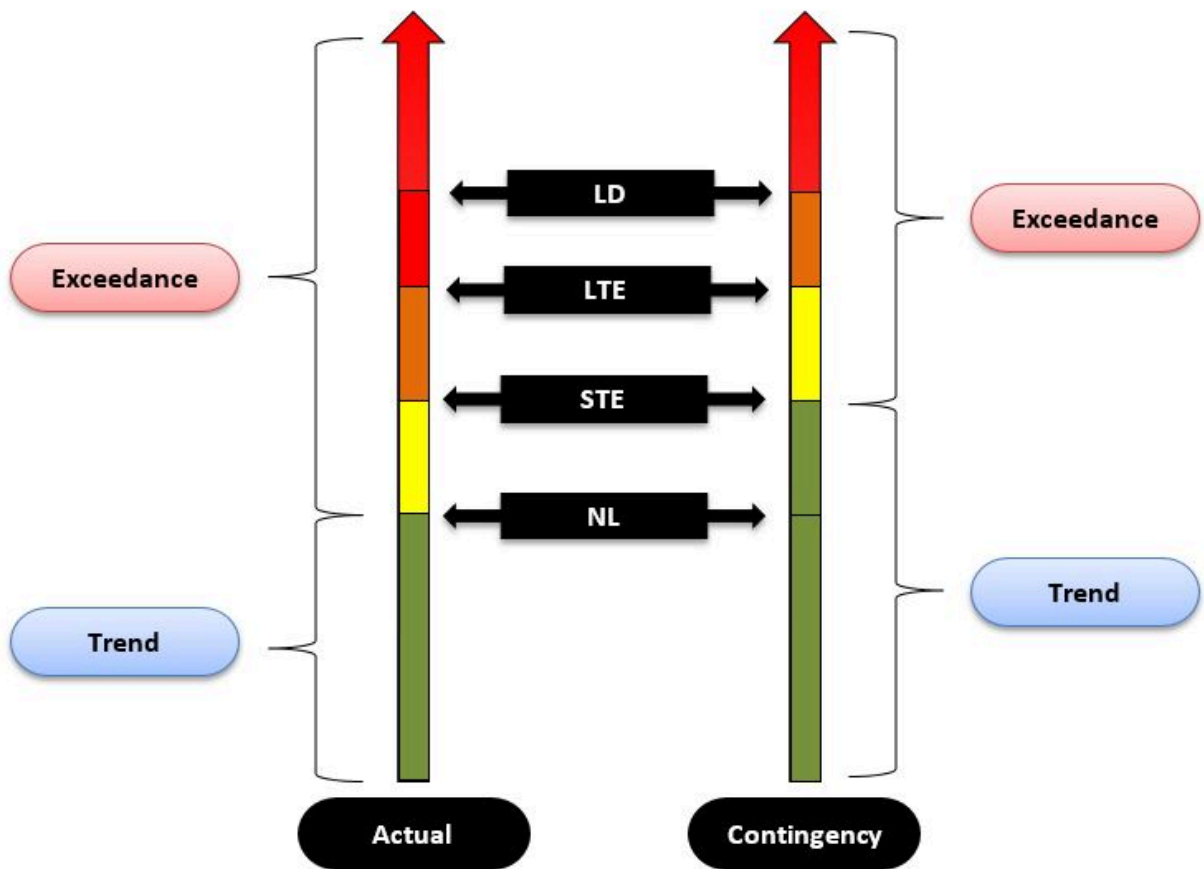 LD
Exceedance
Exceedance
LTE
STE
NL
Trend
Trend
Actual
Contingency